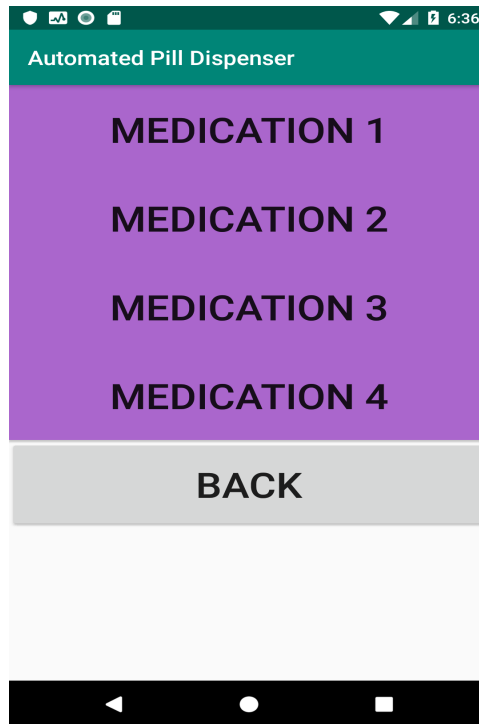 6:36
Automated Pill Dispenser
MEDICATION 1
MEDICATION 2
MEDICATION 3
MEDICATION 4
BACK